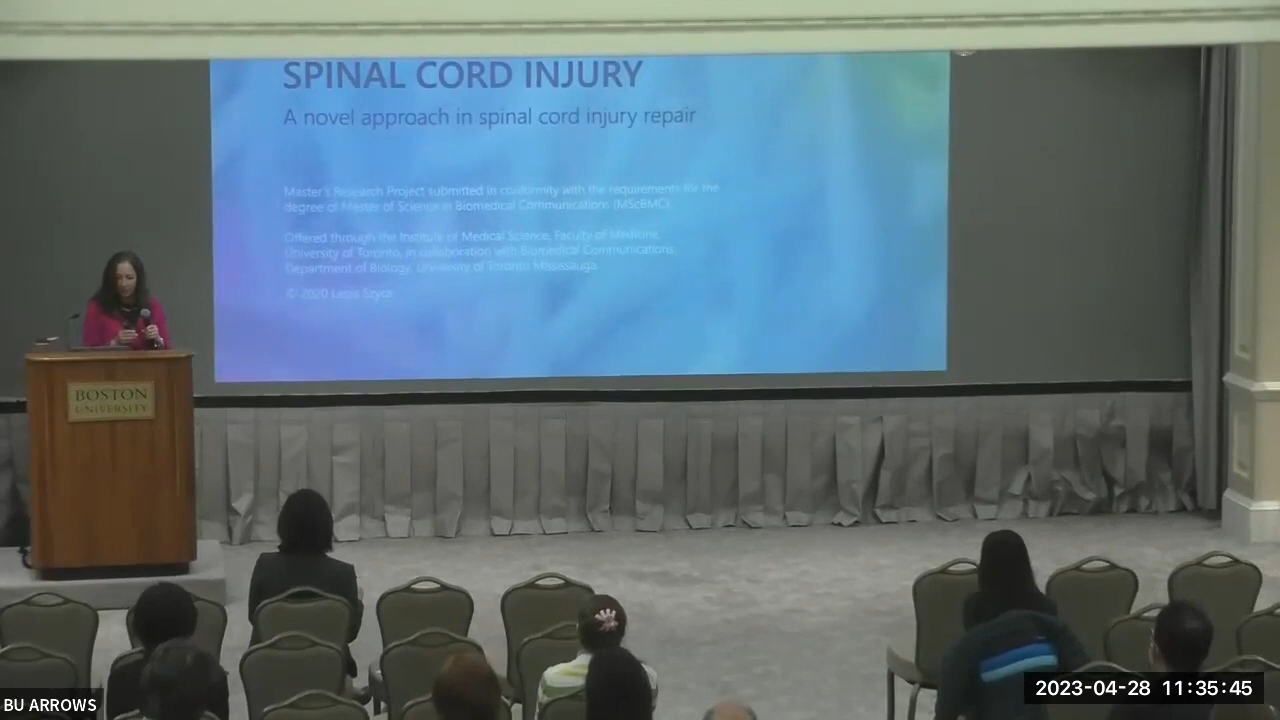 SPINAL CORD INJURY
A novel approach in spinal cord injury repair
Master's Research Project submitted in conformity with the requirements for the
degree of Master of Science in Biomedical Communications (MScBMC)
Offered through the Institute of Medical Science, Faculty of Medicine,
University of Toronto, in collaboration with Biomedical Communications,
Department of Biology, University of Toronto Mississauga.
© 2020
BOSTON
UNIVERSITY
BU ARROWS
2023-04-28 11:35:45